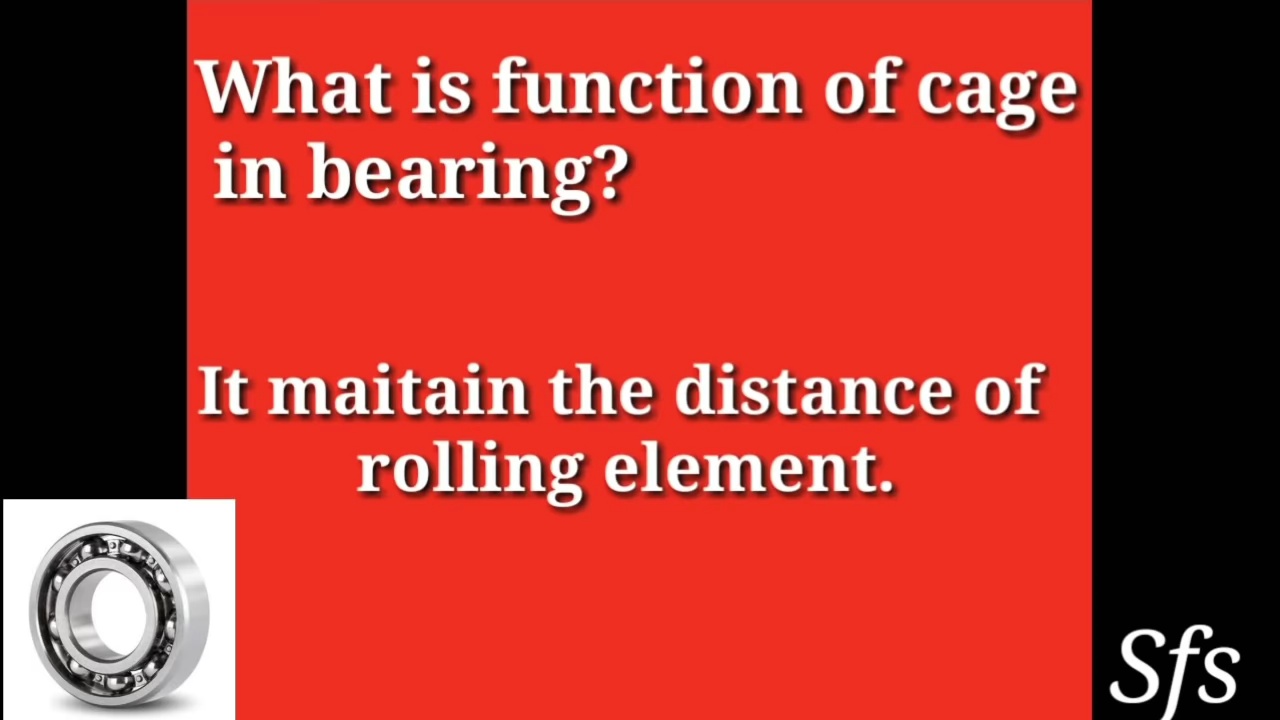 What is function of cage
in bearing?
It maitain the distance of
rolling element.
Sfs